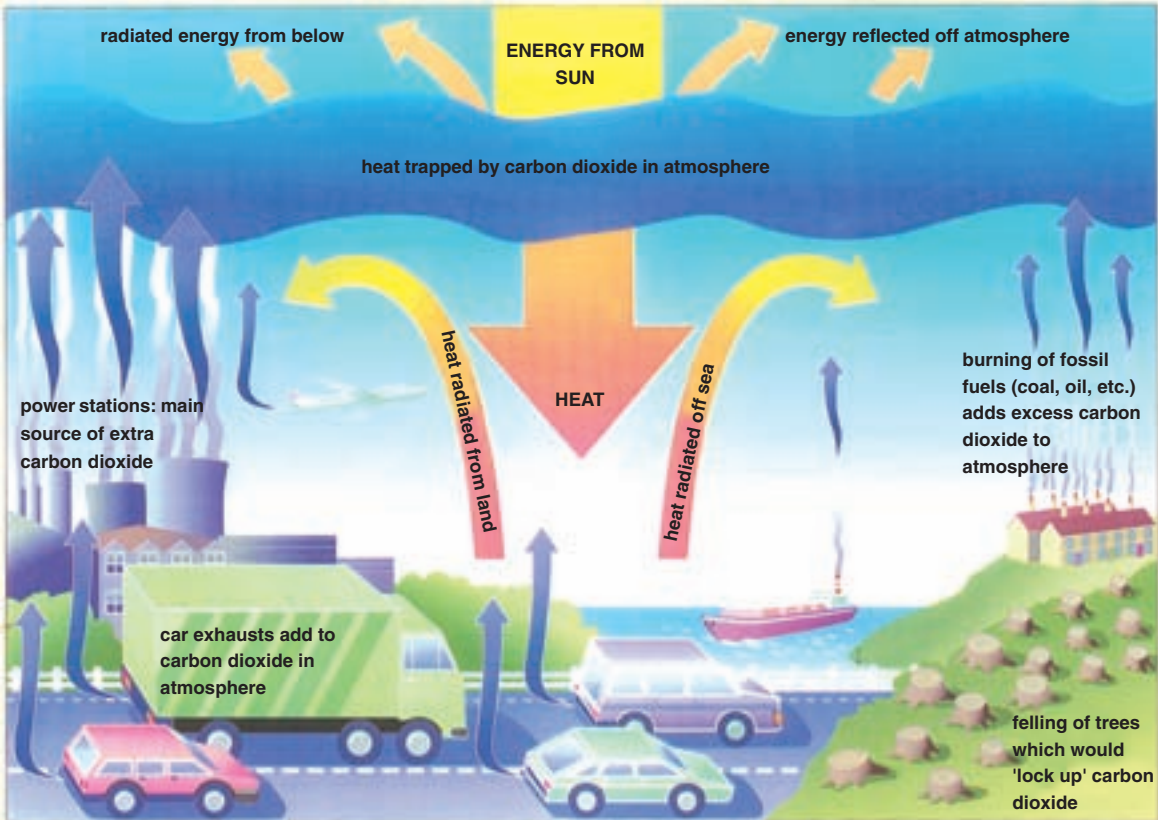 radiated energy from below
ENERGY FROM
SUN
energy reflected off atmosphere
heat trapped by carbon dioxide in atmosphere
power stations: main
source of extra
carbon dioxide
heat radiated from land
HEAT
heat radiated off sea
burning of fossil
fuels (coal, oil, etc.)
adds excess carbon
dioxide to
atmosphere
car exhausts add to
carbon dioxide in
atmosphere
felling of trees
which would
'lock up' carbon
dioxide